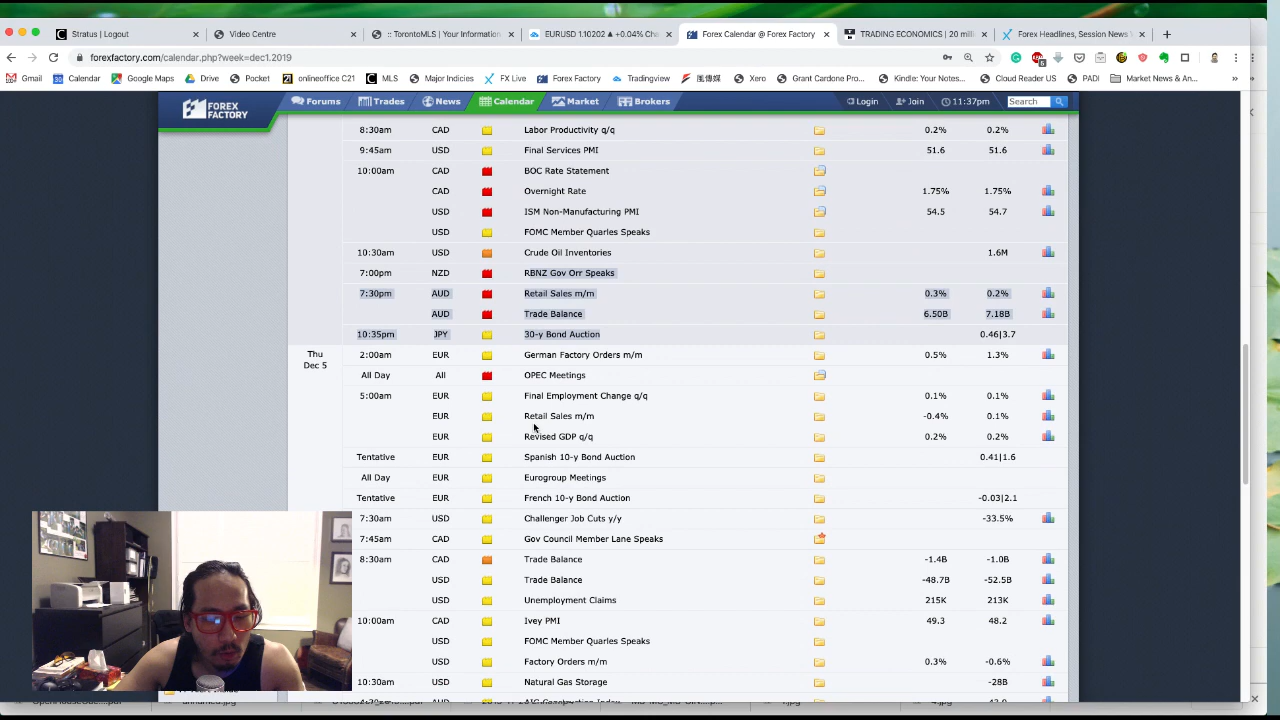 Stratus | Logout
Video Centre
:: TorontoMLS | Your Information
EURUSD 1.10202 ▲ +0.04% Cha
Forex Calendar @ Forex Factory
TRADING ECONOMICS | 20 milli
Forex Headlines, Session News
forexfactory.com/calendar.php?week=dec1.2019
Gmail Calendar Google Maps Drive Pocket onlineoffice C21 MLS Major Indicies FX Live Forex Factory Tradingview 風傳媒 Xero Grant Cardone Pro... Kindle: Your Notes... Cloud Reader US PADI Market News & An...
FOREX FACTORY
Forums Trades News Calendar Market Brokers Login Join 11:37pm Search
8:30am CAD Labor Productivity q/q 0.2% 0.2%
9:45am USD Final Services PMI 51.6 51.6
10:00am CAD BOC Rate Statement
CAD Overnight Rate 1.75% 1.75%
USD ISM Non-Manufacturing PMI 54.5 54.7
USD FOMC Member Quarles Speaks
10:30am USD Crude Oil Inventories 1.6M
7:00pm NZD RBNZ Gov Orr Speaks
7:30pm AUD Retail Sales m/m 0.3% 0.2%
AUD Trade Balance 6.50B 7.18B
10:35pm JPY 30-y Bond Auction 0.46|3.7
Thu Dec 5 2:00am EUR German Factory Orders m/m 0.5% 1.3%
All Day All OPEC Meetings
5:00am EUR Final Employment Change q/q 0.1% 0.1%
EUR Retail Sales m/m -0.4% 0.1%
EUR Revised GDP q/q 0.2% 0.2%
Tentative EUR Spanish 10-y Bond Auction 0.41|1.6
All Day EUR Eurogroup Meetings
Tentative EUR French 10-y Bond Auction -0.03|2.1
7:30am USD Challenger Job Cuts y/y -33.5%
7:45am CAD Gov Council Member Lane Speaks
8:30am CAD Trade Balance -1.4B -1.0B
USD Trade Balance -48.7B -52.5B
USD Unemployment Claims 215K 213K
10:00am CAD Ivey PMI 49.3 48.2
USD FOMC Member Quarles Speaks
USD Factory Orders m/m 0.3% -0.6%
10:30am USD Natural Gas Storage -28B